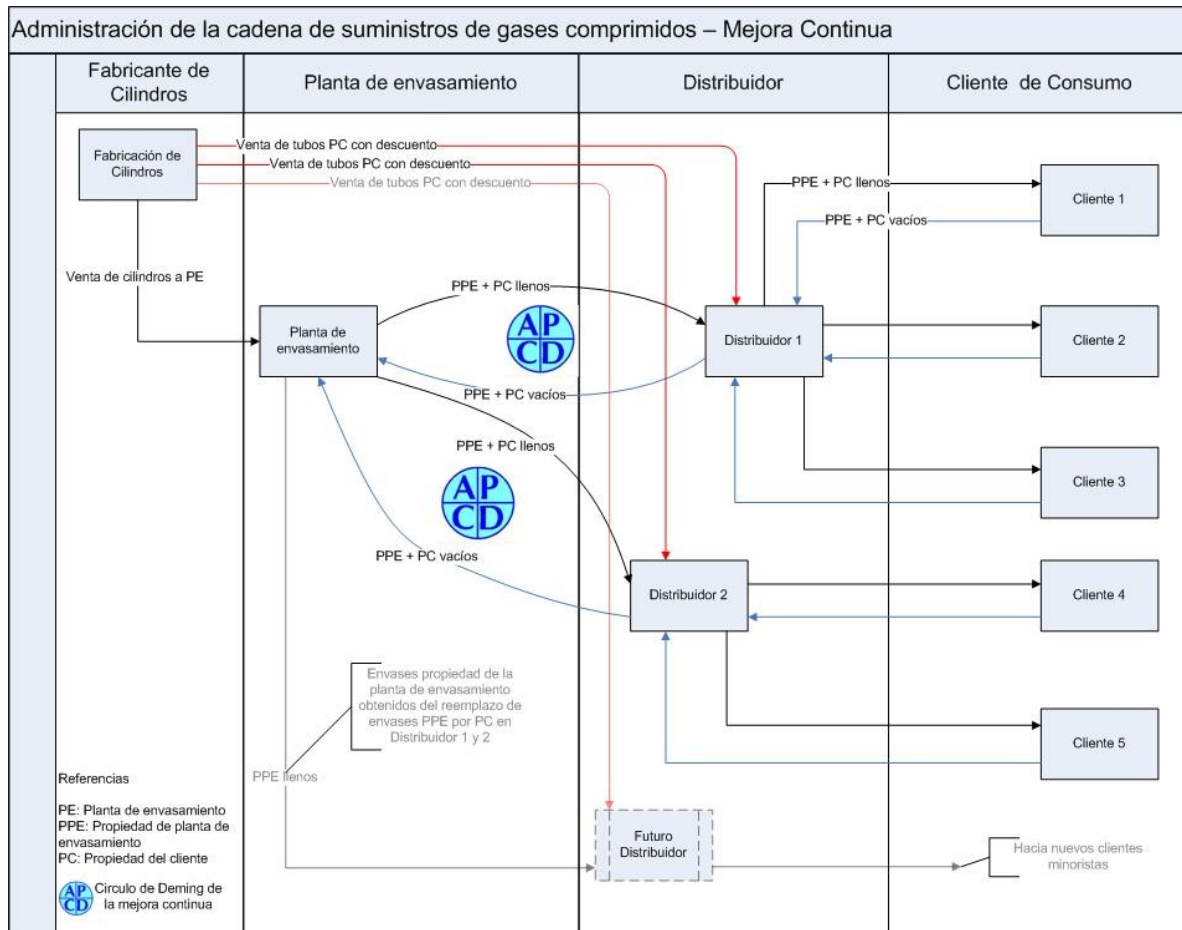 Administración de la cadena de suministros de gases comprimidos – Mejora Continua
Fabricante de
Cilindros
Planta de envasamiento
Distribuidor
Cliente de Consumo
Fabricación de
Cilindros
Venta de tubos PC con descuento
Venta de tubos PC con descuento
Venta de tubos PC con descuento
PPE + PC llenos
Cliente 1
PPE + PC vacíos
Venta de cilindros a PE
PPE + PC llenos
Planta de
envasamiento
A P
C D
Distribuidor 1
Cliente 2
PPE + PC vacíos
PPE + PC llenos
Cliente 3
A P
C D
PPE + PC vacíos
Distribuidor 2
Cliente 4
Envases propiedad de la
planta de envasamiento
obtenidos del reemplazo de
envases PPE por PC en
Distribuidor 1 y 2
Cliente 5
PPE llenos
Referencias
PE: Planta de envasamiento
PPE: Propiedad de planta de
envasamiento
PC: Propiedad del cliente
A P
C D
Circulo de Deming de
la mejora continua
Futuro
Distribuidor
Hacia nuevos clientes
minoristas